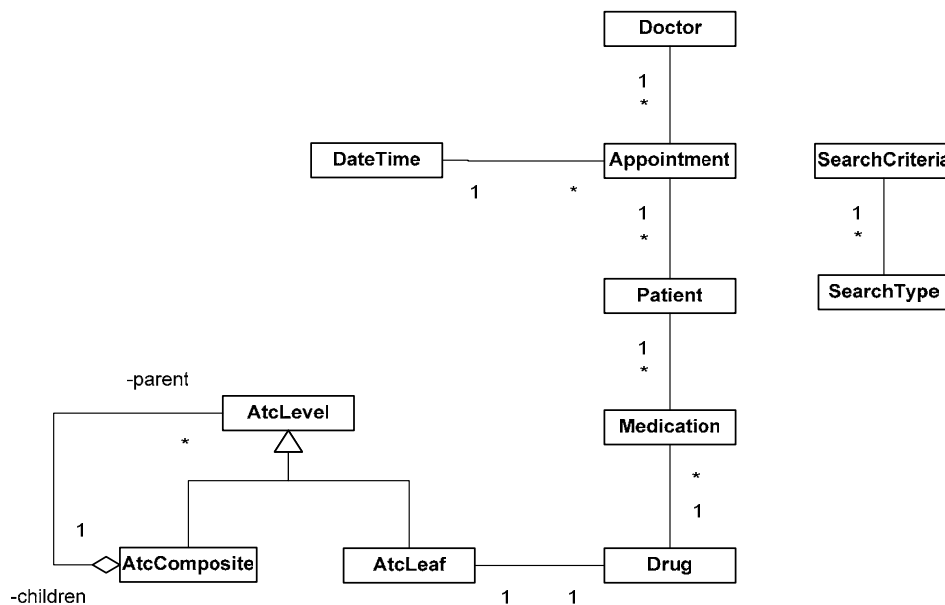 Doctor
1
*
DateTime
Appointment
SearchCriteria
1
*
1
*
1
*
Patient
SearchType
1
*
-parent
AtcLevel
*
Medication
*
1
1
AtcComposite
AtcLeaf
Drug
-children
1
1